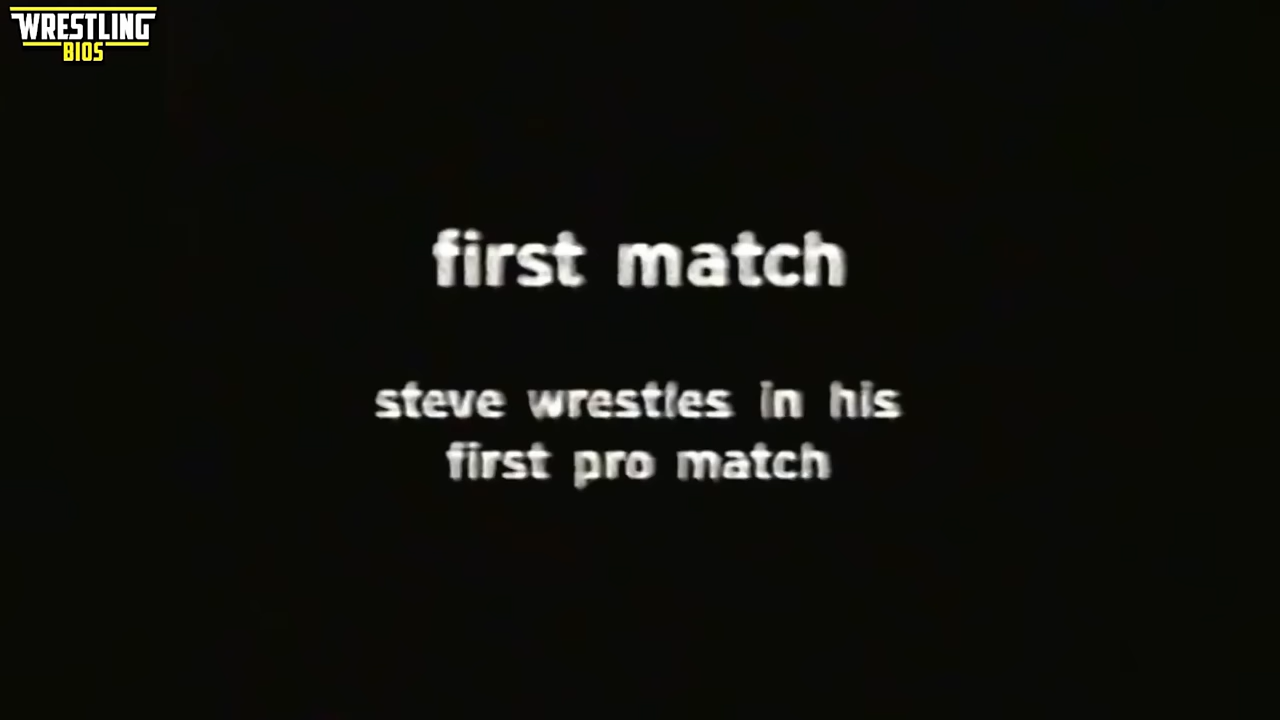 WRESTLING
BIOS
first match
steve wrestles in his
first pro match